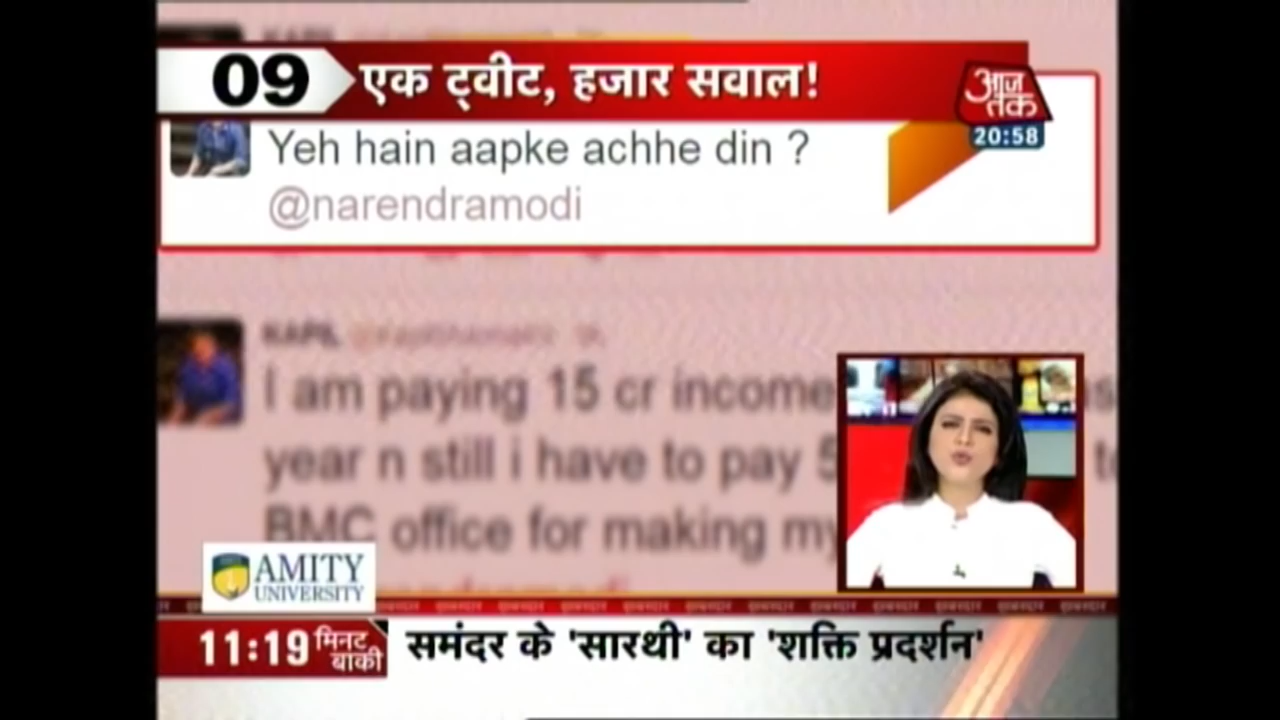 09
एक ट्वीट, हजार सवाल!
आज
तक
20:58
Yeh hain aapke achhe din ?
@narendramodi
KAPIL
I am paying 15 cr income
year n still i have to pay 5
BMC office for making my
AMITY
UNIVERSITY
11:19 मिनट
बाकी
समंदर के 'सारथी' का 'शक्ति प्रदर्शन'